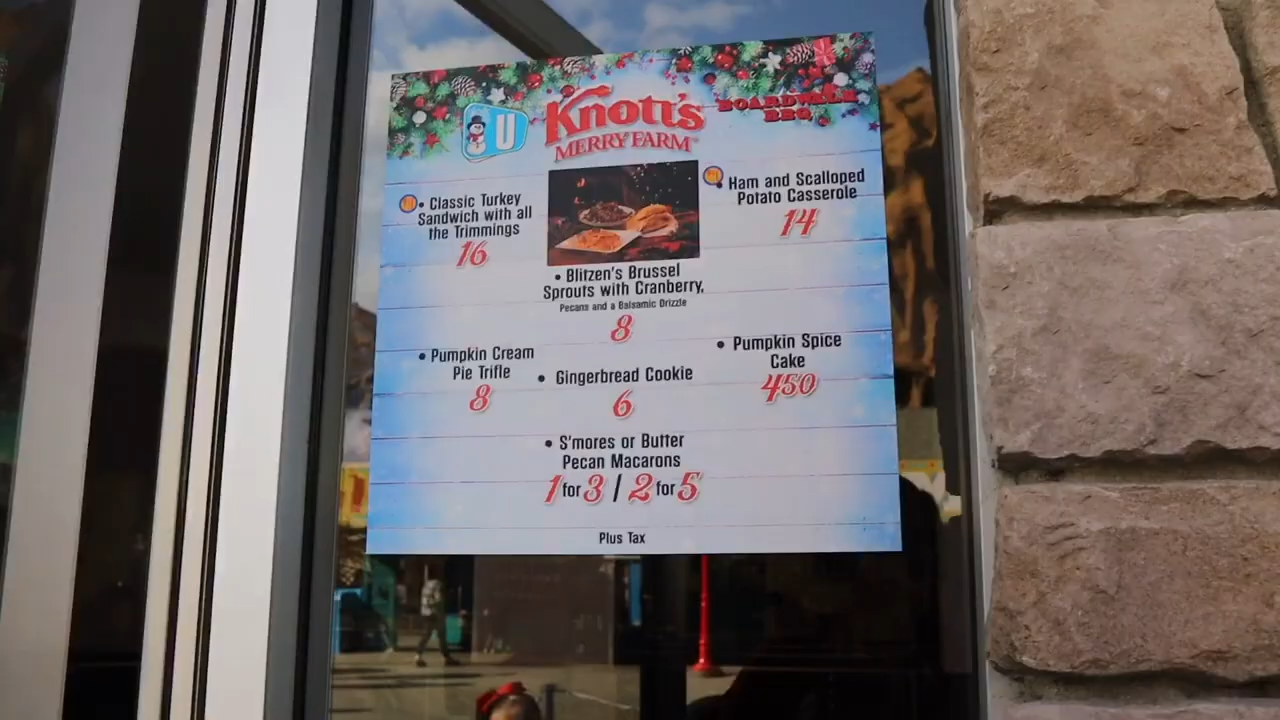 U
Knott's
MERRY FARM
BOARDWALK
BBQ
• Classic Turkey
Sandwich with all
the Trimmings
16
• Ham and Scalloped
Potato Casserole
14
• Blitzen's Brussel
Sprouts with Cranberry,
Pecans and a Balsamic Drizzle
8
• Pumpkin Cream
Pie Trifle
8
• Gingerbread Cookie
6
• Pumpkin Spice
Cake
450
• S'mores or Butter
Pecan Macarons
1 for 3 / 2 for 5
Plus Tax